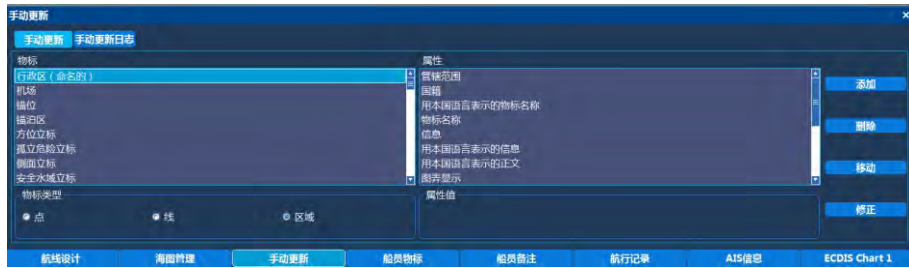 手动更新 ×
手动更新 手动更新日志
物标
行政区（命名的）
机场
锚位
锚泊区
方位立标
孤立危险立标
侧面立标
安全水域立标
属性
管辖范围
国籍
用本国语言表示的物标名称
物标名称
信息
用本国语言表示的信息
用本国语言表示的正文
图弄显示
添加
删除
移动
修正
物标类型
点 线 区域
属性值
航线设计 海图管理 手动更新 船员物标 船员备注 航行记录 AIS信息 ECDIS Chart 1